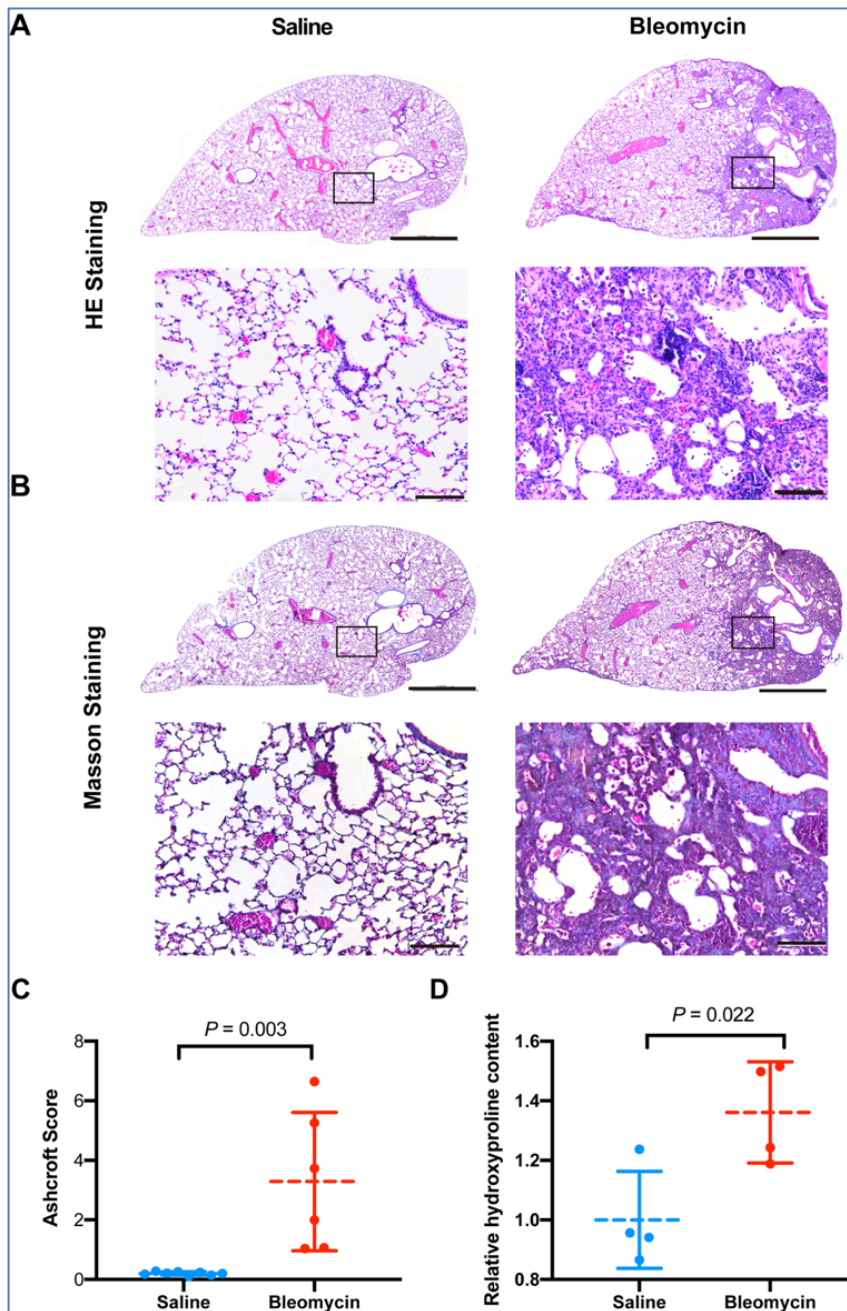 A
Saline
Bleomycin
HE Staining
B
Masson Staining
C
P = 0.003
Ashcroft Score
8
6
4
2
0
Saline
Bleomycin
D
P = 0.022
Relative hydroxyproline content
1.6
1.4
1.2
1.0
0.8
Saline
Bleomycin